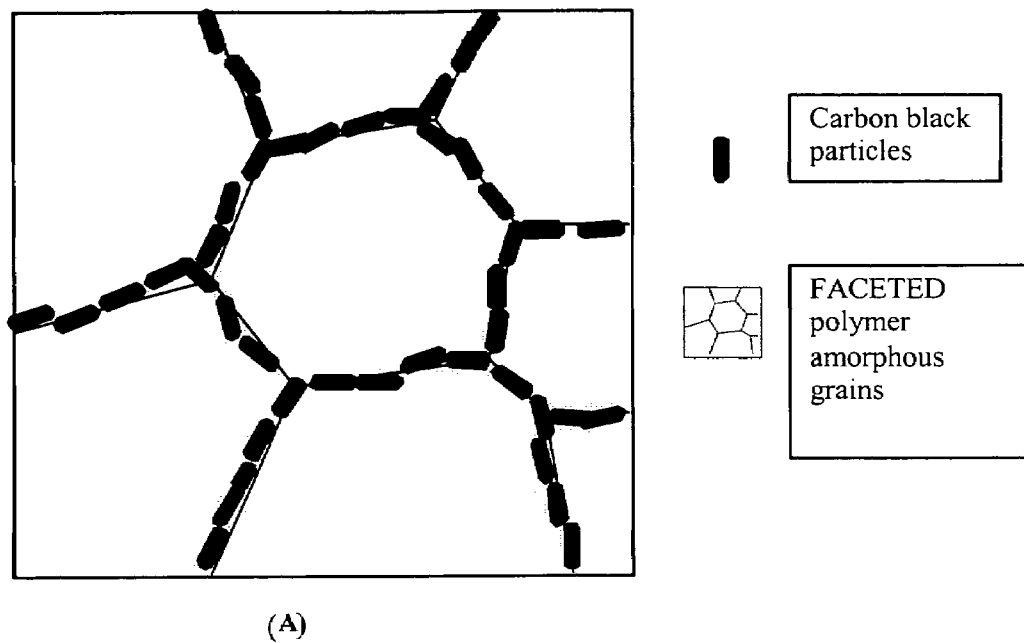 Carbon black
particles
FACETED
polymer
amorphous
grains
(A)